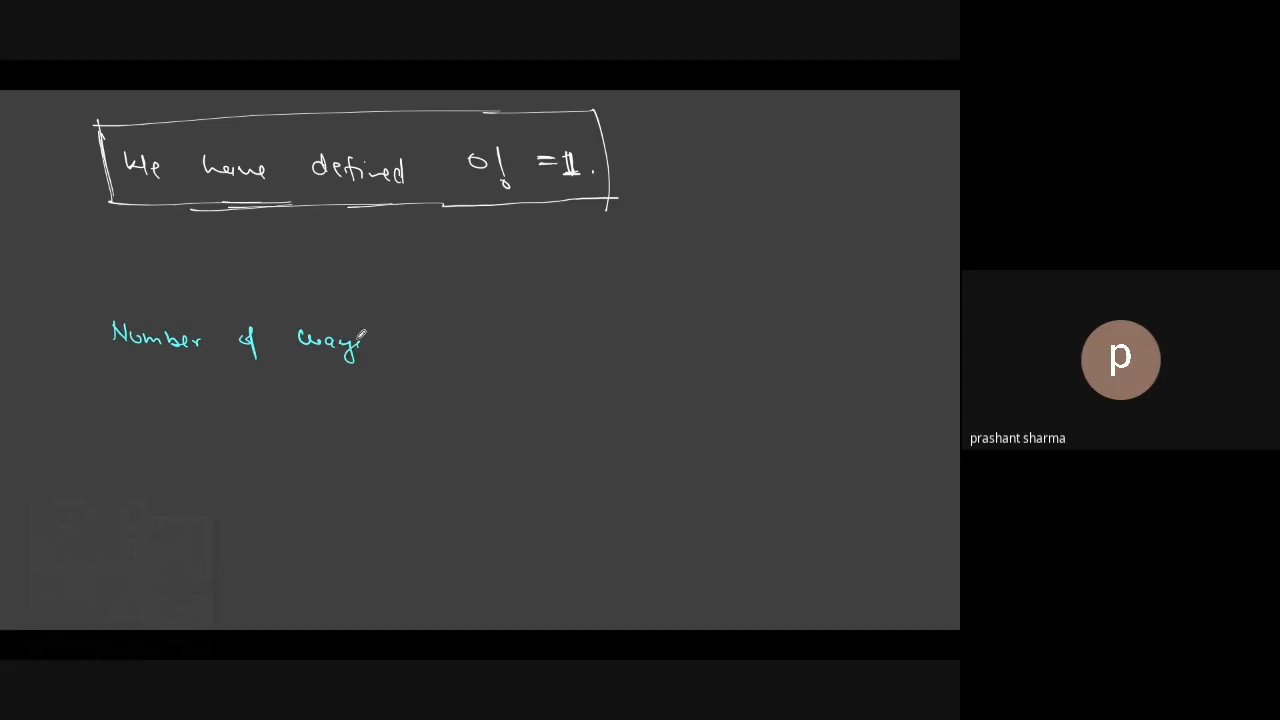 We have defined 0! = 1.
Number of ways
p
prashant sharma